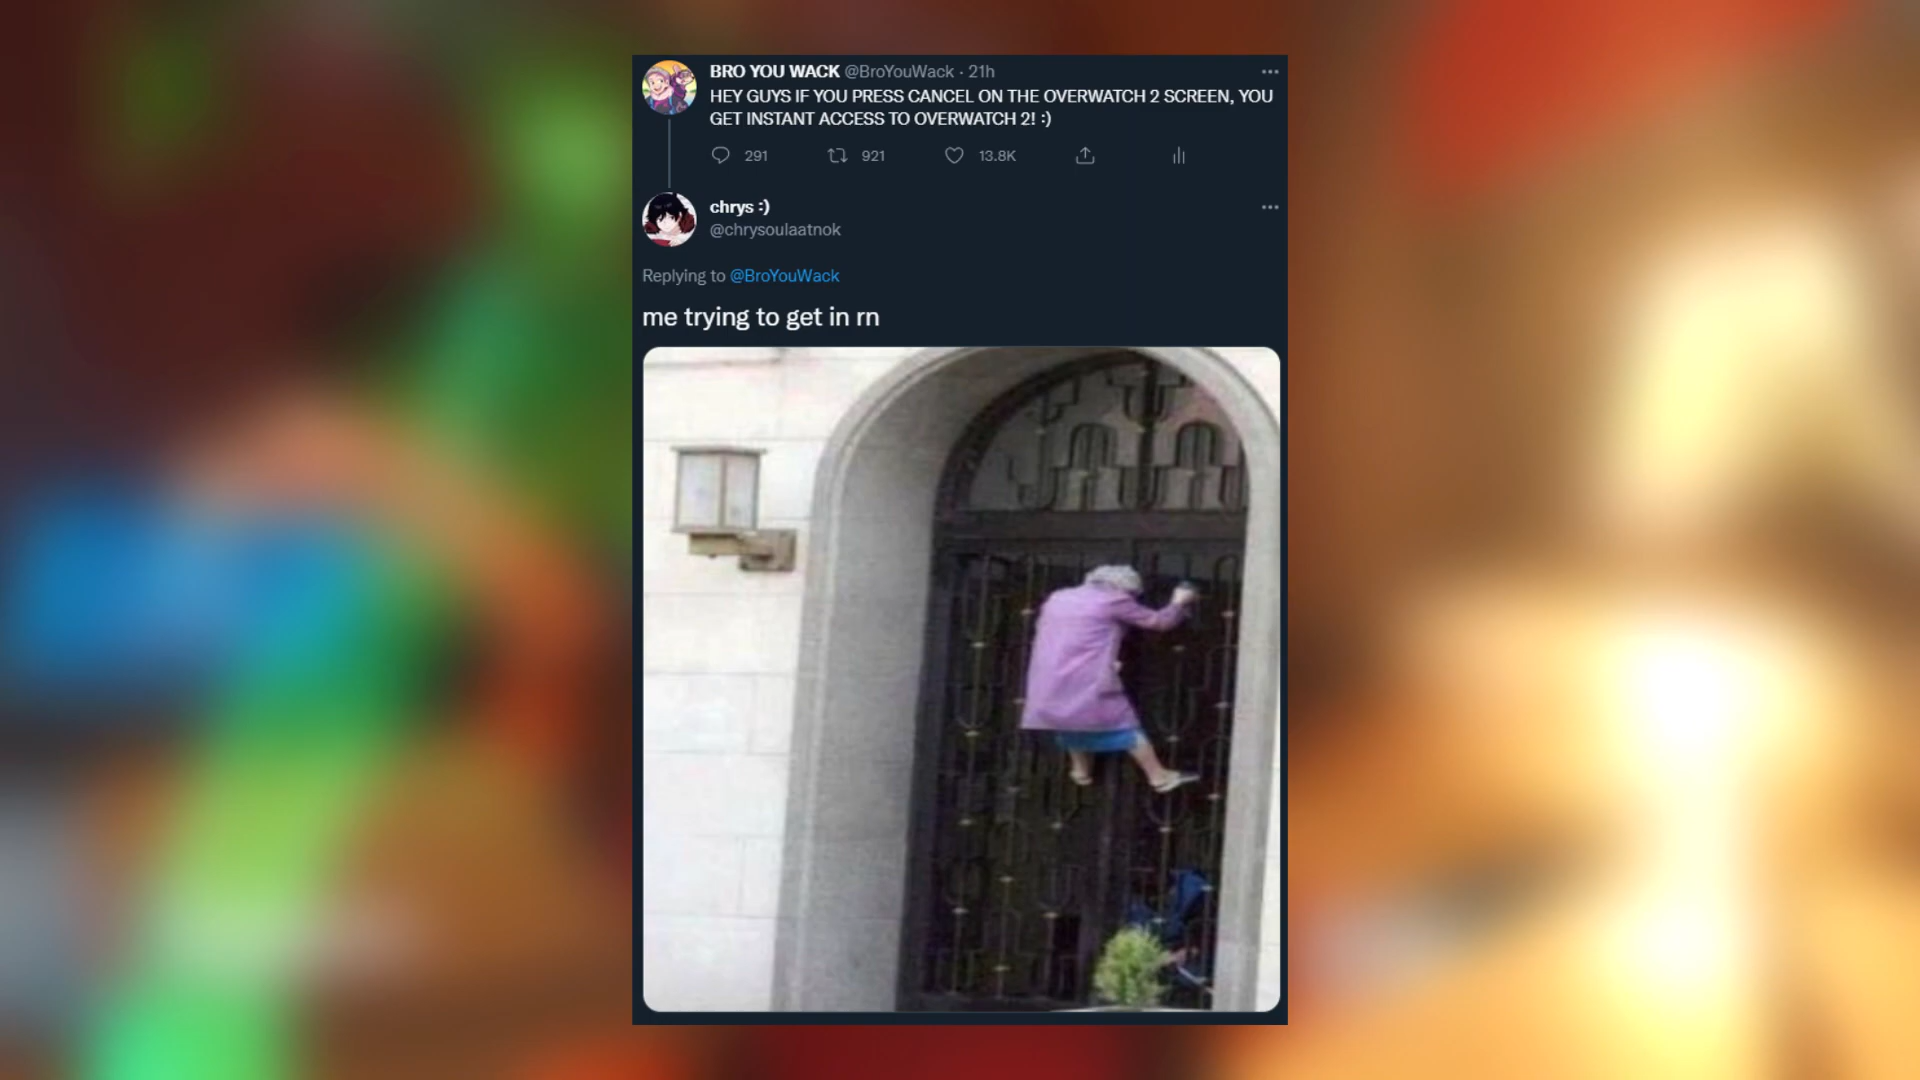 BRO YOU WACK @BroYouWack · 21h
HEY GUYS IF YOU PRESS CANCEL ON THE OVERWATCH 2 SCREEN, YOU
GET INSTANT ACCESS TO OVERWATCH 2! :)
291 921 13.8K
chrys :)
@chrysoulaatnok
Replying to @BroYouWack
me trying to get in rn